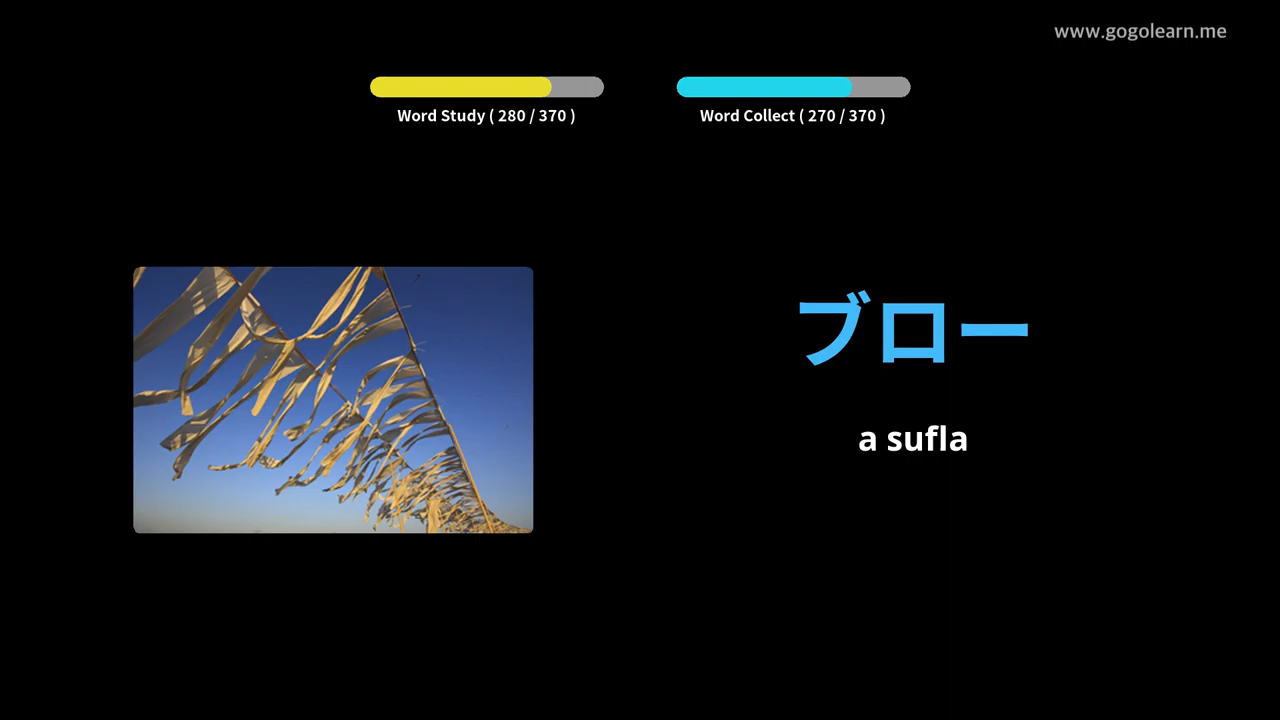 www.gogolearn.me
Word Study ( 280 / 370 )
Word Collect ( 270 / 370 )
ブロー
a sufla